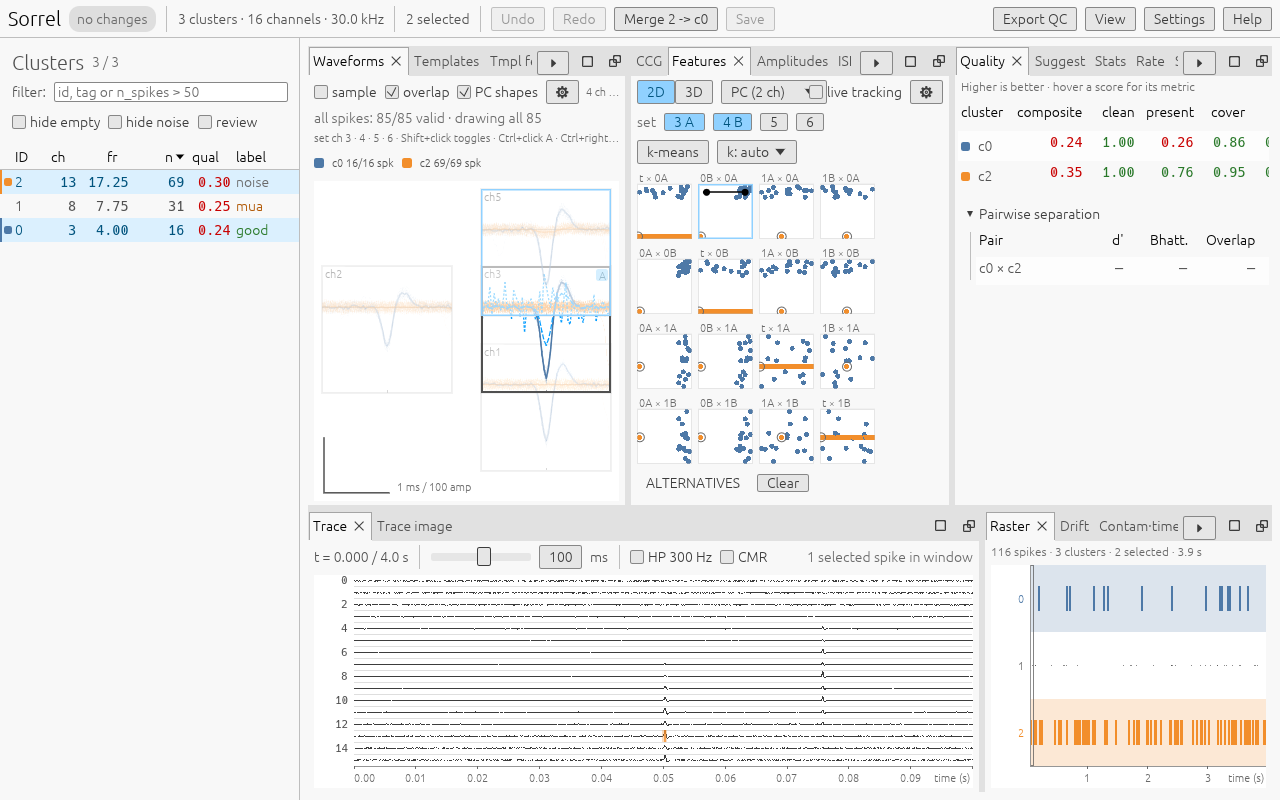 Sorrel no changes 3 clusters · 16 channels · 30.0 kHz 2 selected Undo Redo Merge 2 -> c0 Save Export QC View Settings Help
Clusters 3 / 3
filter: id, tag or n_spikes > 50
hide empty hide noise review
ID ch fr n qual label
2 13 17.25 69 0.30 noise
1 8 7.75 31 0.25 mua
0 3 4.00 16 0.24 good
Waveforms Templates Tmpl
sample overlap PC shapes 4 ch ...
all spikes: 85/85 valid · drawing all 85
set ch 3 · 4 · 5 · 6 · Shift+click toggles · Ctrl+click A · Ctrl+right...
c0 16/16 spk c2 69/69 spk
ch5
ch2 ch3 A
ch1
1 ms / 100 amp
CCG Features Amplitudes ISI
2D 3D PC (2 ch) live tracking
set 3 A 4 B 5 6
k-means k: auto
t × 0A 0B × 0A 1A × 0A 1B × 0A
0A × 0B t × 0B 1A × 0B 1B × 0B
0A × 1A 0B × 1A t × 1A 1B × 1A
0A × 1B 0B × 1B 1A × 1B t × 1B
ALTERNATIVES Clear
Quality Suggest Stats Rate
Higher is better · hover a score for its metric
cluster composite clean present cover
c0 0.24 1.00 0.26 0.86
c2 0.35 1.00 0.76 0.95
Pairwise separation
Pair d' Bhatt. Overlap
c0 × c2 — — —
Trace Trace image
t = 0.000 / 4.0 s 100 ms HP 300 Hz CMR 1 selected spike in window
0
2
4
6
8
10
12
14
0.00 0.01 0.02 0.03 0.04 0.05 0.06 0.07 0.08 0.09 time (s)
Raster Drift Contam-time
116 spikes · 3 clusters · 2 selected · 3.9 s
0
1
2
1 2 3 time (s)